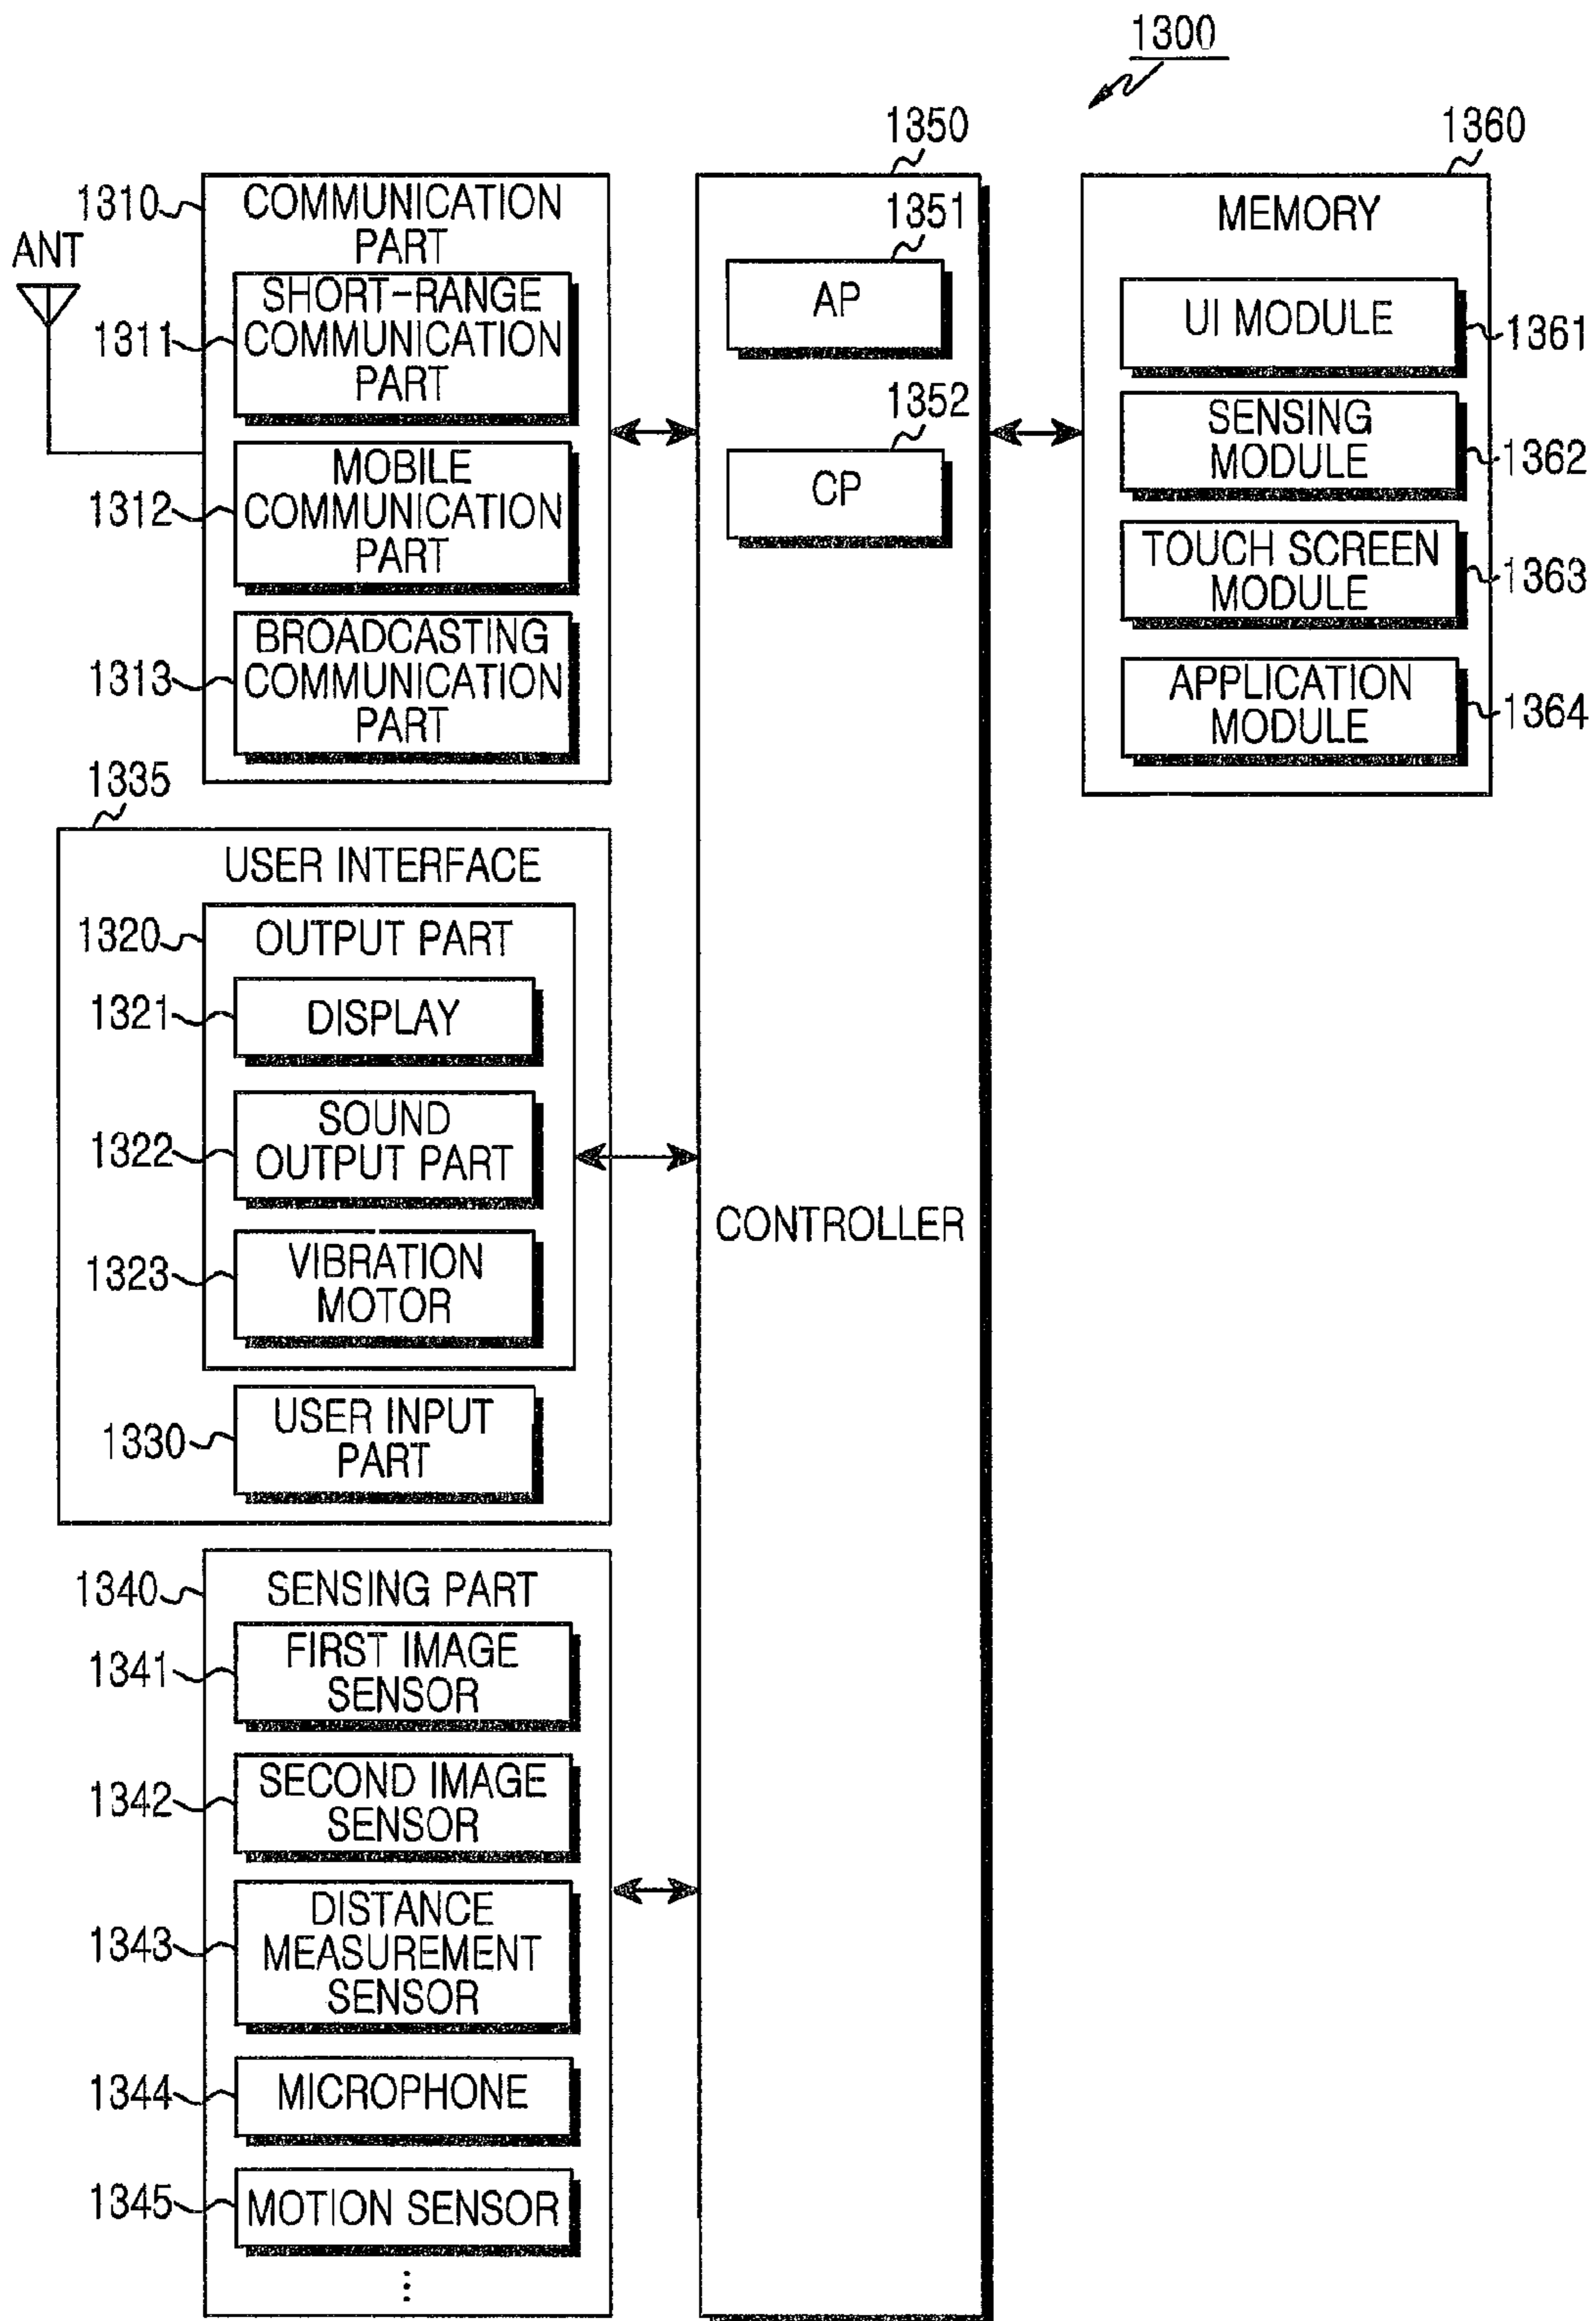 1300
1310
COMMUNICATION
PART
ANT
1311
SHORT-RANGE
COMMUNICATION
PART
1312
MOBILE
COMMUNICATION
PART
1313
BROADCASTING
COMMUNICATION
PART
1335
USER INTERFACE
1320
OUTPUT PART
1321
DISPLAY
1322
SOUND
OUTPUT PART
1323
VIBRATION
MOTOR
1330
USER INPUT
PART
1340
SENSING PART
1341
FIRST IMAGE
SENSOR
1342
SECOND IMAGE
SENSOR
1343
DISTANCE
MEASUREMENT
SENSOR
1344
MICROPHONE
1345
MOTION SENSOR
⋮
1350
1351
AP
1352
CP
CONTROLLER
1360
MEMORY
UI MODULE
1361
SENSING
MODULE
1362
TOUCH SCREEN
MODULE
1363
APPLICATION
MODULE
1364